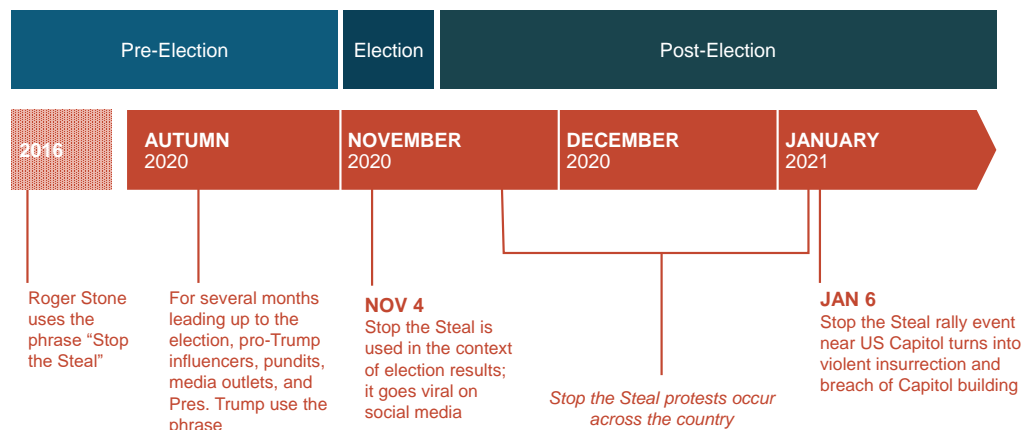 Pre-Election
Election
Post-Election
2016
AUTUMN
2020
NOVEMBER
2020
DECEMBER
2020
JANUARY
2021
Roger Stone
uses the
phrase “Stop
the Steal”
For several months
leading up to the
election, pro-Trump
influencers, pundits,
media outlets, and
Pres. Trump use the
phrase
NOV 4
Stop the Steal is
used in the context
of election results;
it goes viral on
social media
Stop the Steal protests occur
across the country
JAN 6
Stop the Steal rally event
near US Capitol turns into
violent insurrection and
breach of Capitol building